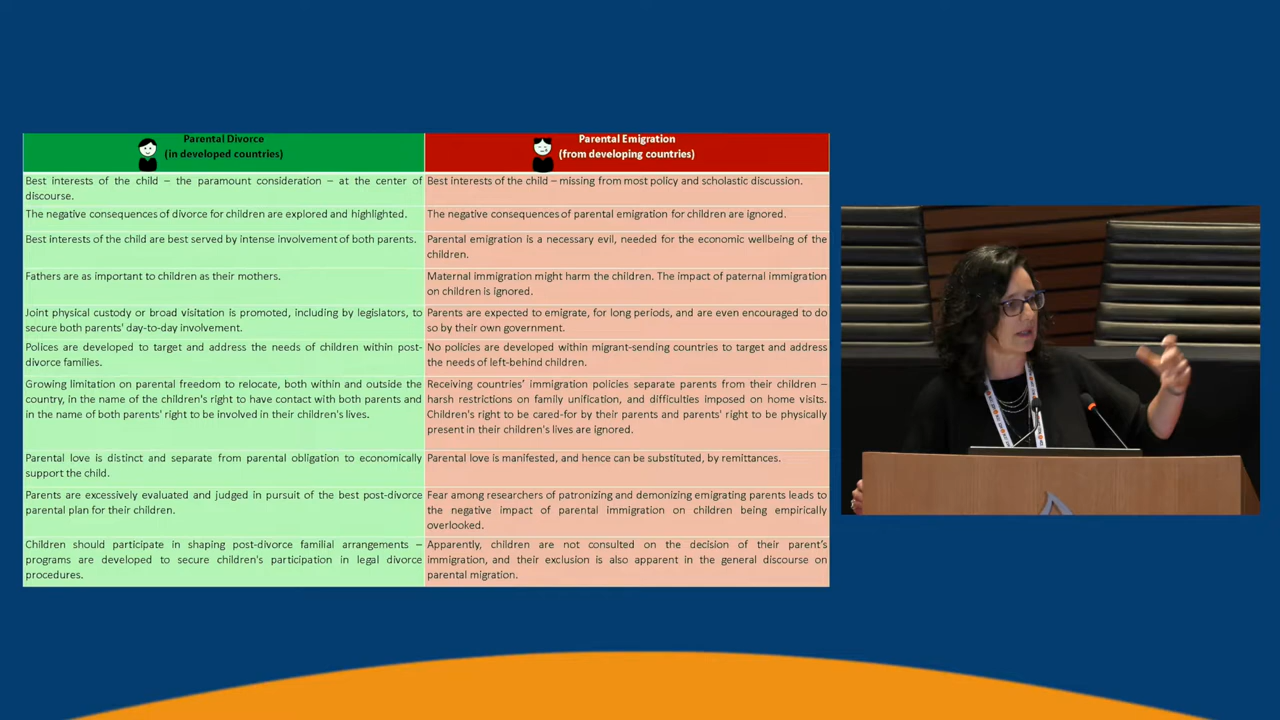 Parental Divorce
(in developed countries)
Parental Emigration
(from developing countries)
Best interests of the child – the paramount consideration – at the center of
discourse.
Best interests of the child – missing from most policy and scholastic discussion.
The negative consequences of divorce for children are explored and highlighted.
The negative consequences of parental emigration for children are ignored.
Best interests of the child are best served by intense involvement of both parents.
Parental emigration is a necessary evil, needed for the economic wellbeing of the
children.
Fathers are as important to children as their mothers.
Maternal immigration might harm the children. The impact of paternal immigration
on children is ignored.
Joint physical custody or broad visitation is promoted, including by legislators, to
secure both parents' day-to-day involvement.
Parents are expected to emigrate, for long periods, and are even encouraged to do
so by their own government.
Polices are developed to target and address the needs of children within post-
divorce families.
No policies are developed within migrant-sending countries to target and address
the needs of left-behind children.
Growing limitation on parental freedom to relocate, both within and outside the
country, in the name of the children's right to have contact with both parents and
in the name of both parents' right to be involved in their children's lives.
Receiving countries' immigration policies separate parents from their children –
harsh restrictions on family unification, and difficulties imposed on home visits.
Children's right to be cared-for by their parents and parents' right to be physically
present in their children's lives are ignored.
Parental love is distinct and separate from parental obligation to economically
support the child.
Parental love is manifested, and hence can be substituted, by remittances.
Parents are excessively evaluated and judged in pursuit of the best post-divorce
parental plan for their children.
Fear among researchers of patronizing and demonizing emigrating parents leads to
the negative impact of parental immigration on children being empirically
overlooked.
Children should participate in shaping post-divorce familial arrangements –
programs are developed to secure children's participation in legal divorce
procedures.
Apparently, children are not consulted on the decision of their parent's
immigration, and their exclusion is also apparent in the general discourse on
parental migration.